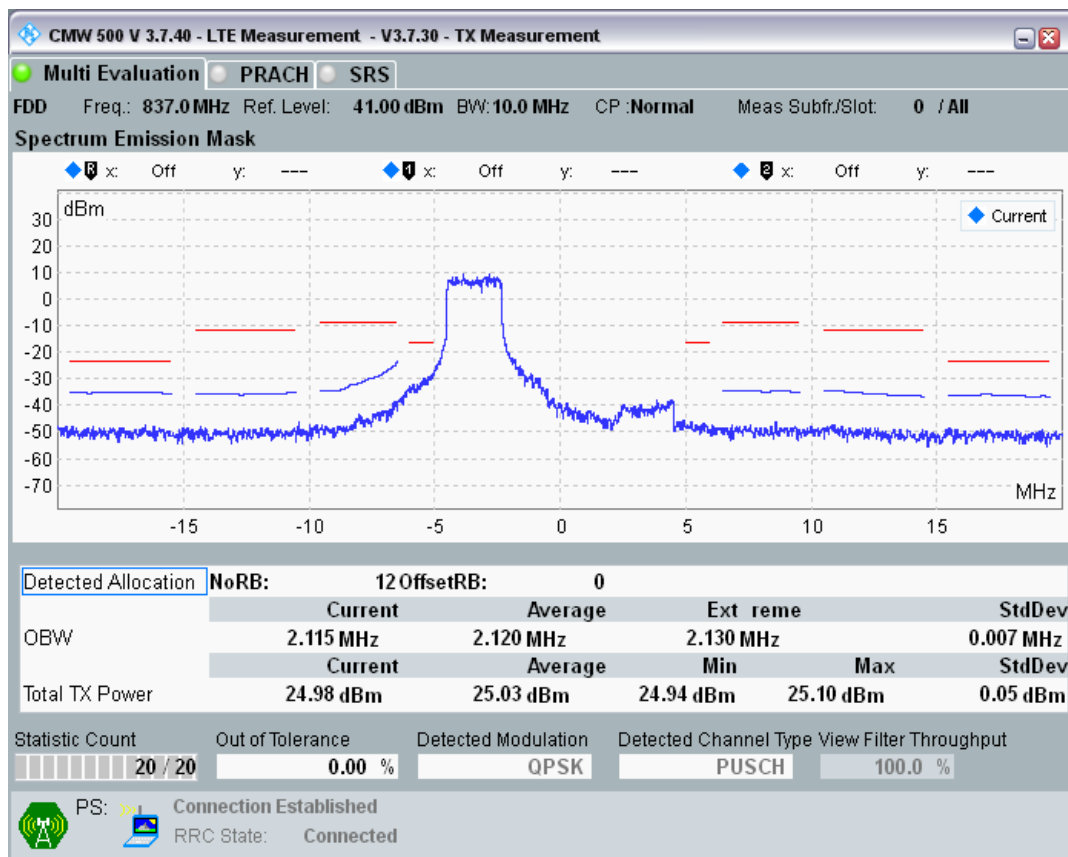 CMW 500 V 3.7.40 - LTE Measurement - V3.7.30 - TX Measurement
Multi Evaluation PRACH SRS
FDD Freq.: 837.0 MHz Ref. Level: 41.00 dBm BW: 10.0 MHz CP :Normal Meas Subfr./Slot: 0 / All
Spectrum Emission Mask
R x: Off y: --- 1 x: Off y: --- 2 x: Off y: ---
dBm
Current
30
20
10
0
-10
-20
-30
-40
-50
-60
-70
MHz
-15 -10 -5 0 5 10 15
Detected Allocation NoRB: 12 OffsetRB: 0
Current Average Ext reme StdDev
OBW 2.115 MHz 2.120 MHz 2.130 MHz 0.007 MHz
Current Average Min Max StdDev
Total TX Power 24.98 dBm 25.03 dBm 24.94 dBm 25.10 dBm 0.05 dBm
Statistic Count Out of Tolerance Detected Modulation Detected Channel Type View Filter Throughput
20 / 20 0.00 % QPSK PUSCH 100.0 %
PS: Connection Established
RRC State: Connected